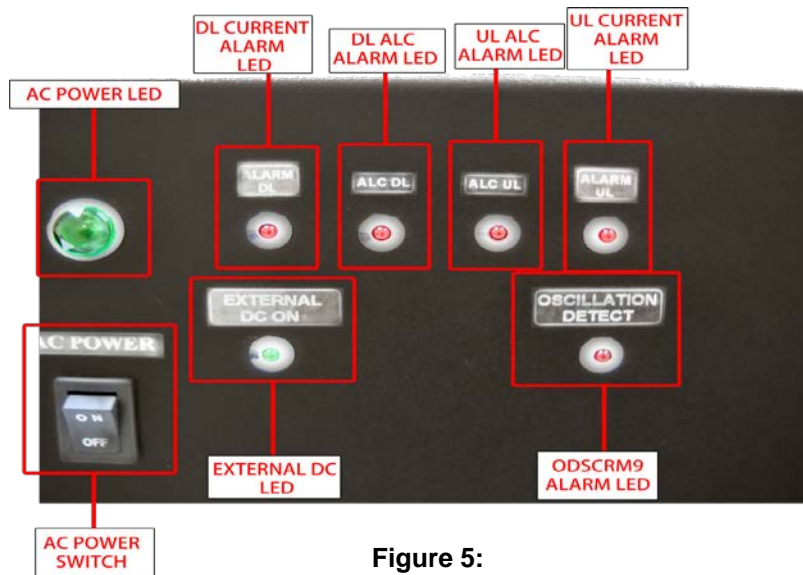 DL CURRENT
ALARM
LED
DL ALC
ALARM LED
UL ALC
ALARM LED
UL CURRENT
ALARM
LED
AC POWER LED
ALARM
DL
ALC DL
ALC UL
ALARM
UL
EXTERNAL
DC ON
OSCILLATION
DETECT
AC POWER
ON
OFF
EXTERNAL DC
LED
ODSCRM9
ALARM LED
AC POWER
SWITCH
Figure 5: